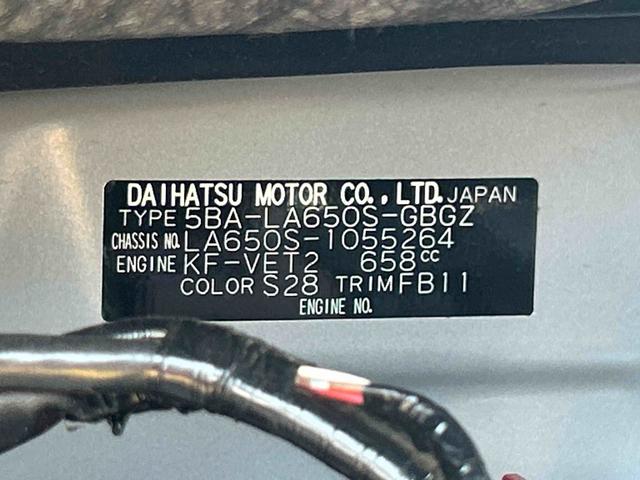 DAIHATSU MOTOR CO., LTD. JAPAN
TYPE 5BA-LA650S-GBGZ
CHASSIS NO. LA650S-1055264
ENGINE KF-VET2 658cc
COLOR S28 TRIM FB11
ENGINE NO.